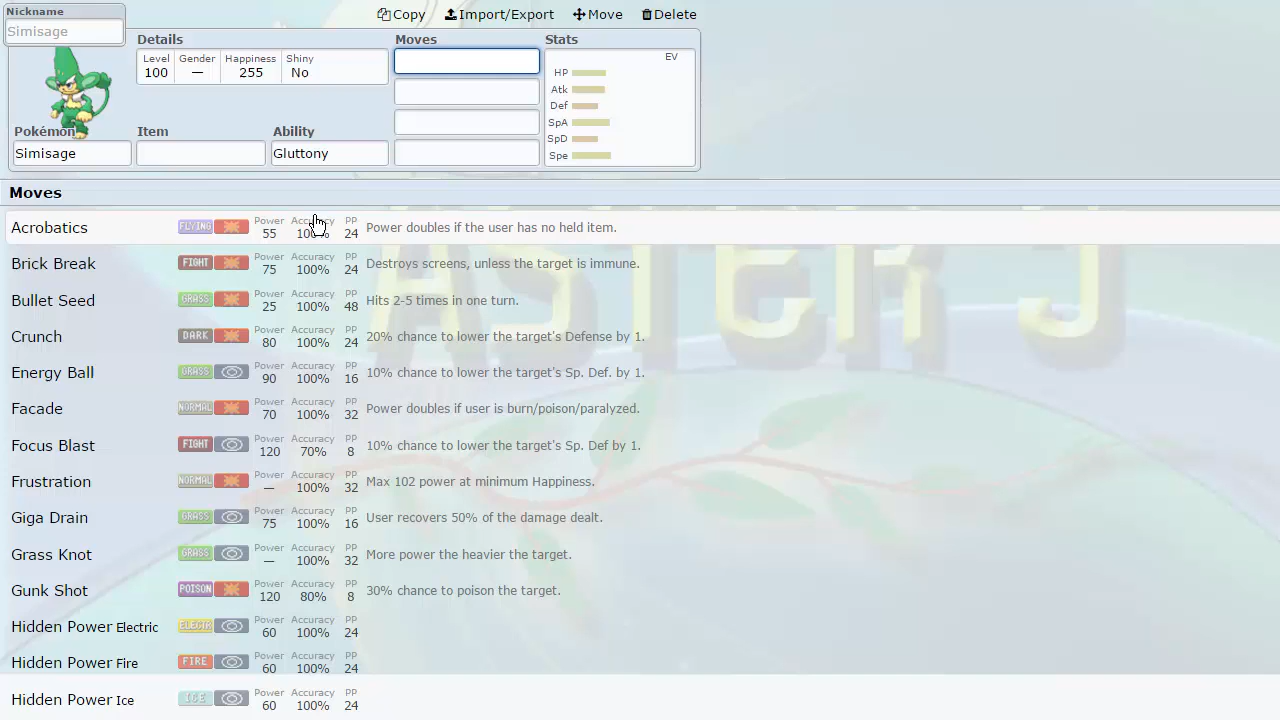 Nickname
Simisage
Copy Import/Export Move Delete
Details Moves Stats
Level Gender Happiness Shiny EV
100 — 255 No
HP
Atk
Def
SpA
SpD
Spe
Pokémon Item Ability
Simisage Gluttony
Moves
Acrobatics FLYING Power 55 Accuracy 100% PP 24 Power doubles if the user has no held item.
Brick Break FIGHT Power 75 Accuracy 100% PP 24 Destroys screens, unless the target is immune.
Bullet Seed GRASS Power 25 Accuracy 100% PP 48 Hits 2-5 times in one turn.
Crunch DARK Power 80 Accuracy 100% PP 24 20% chance to lower the target's Defense by 1.
Energy Ball GRASS Power 90 Accuracy 100% PP 16 10% chance to lower the target's Sp. Def. by 1.
Facade NORMAL Power 70 Accuracy 100% PP 32 Power doubles if user is burn/poison/paralyzed.
Focus Blast FIGHT Power 120 Accuracy 70% PP 8 10% chance to lower the target's Sp. Def by 1.
Frustration NORMAL Power — Accuracy 100% PP 32 Max 102 power at minimum Happiness.
Giga Drain GRASS Power 75 Accuracy 100% PP 16 User recovers 50% of the damage dealt.
Grass Knot GRASS Power — Accuracy 100% PP 32 More power the heavier the target.
Gunk Shot POISON Power 120 Accuracy 80% PP 8 30% chance to poison the target.
Hidden Power Electric ELECTR Power 60 Accuracy 100% PP 24
Hidden Power Fire FIRE Power 60 Accuracy 100% PP 24
Hidden Power Ice ICE Power 60 Accuracy 100% PP 24